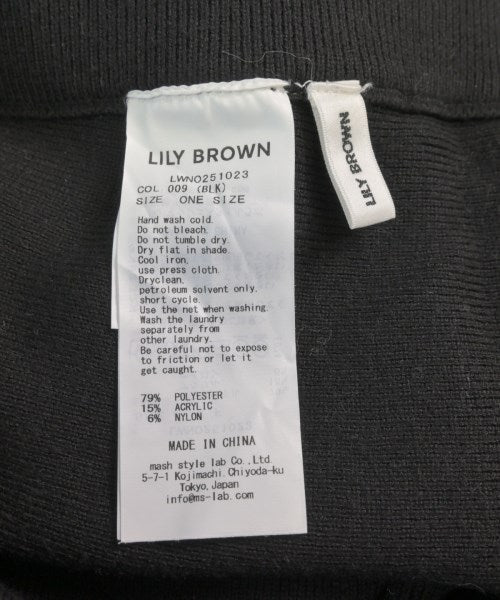 LILY BROWN
LWNO251023
COL 009 (BLK)
SIZE ONE SIZE
Hand wash cold.
Do not bleach.
Do not tumble dry.
Dry flat in shade.
Cool iron.
use press cloth.
Dryclean.
petroleum solvent only.
short cycle.
Use the net when washing.
Wash the laundry
separately from
other laundry.
Be careful not to expose
to friction or let it
get caught.
79% POLYESTER
15% ACRYLIC
6% NYLON
MADE IN CHINA
mash style lab Co., Ltd.
5-7-1 Kojimachi, Chiyoda-ku
Tokyo, Japan
info@ms-lab.com
LILY BROWN